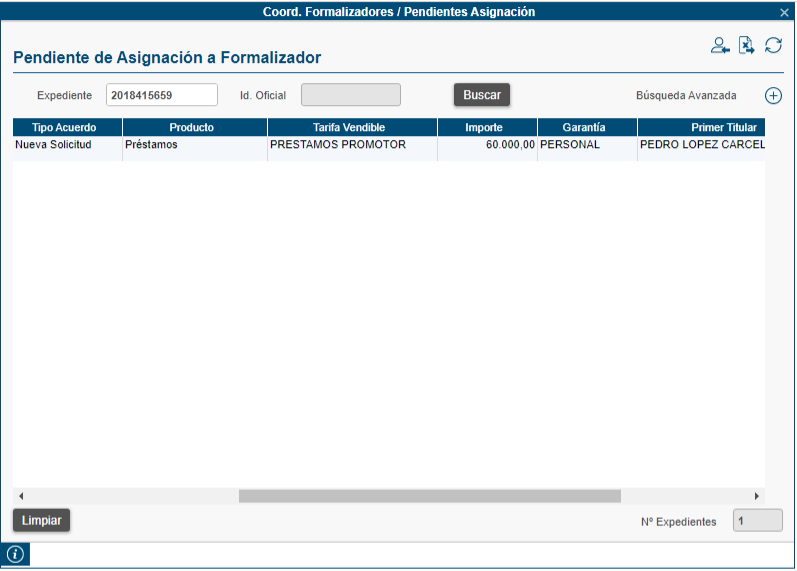 Coord. Formalizadores / Pendientes Asignación
Pendiente de Asignación a Formalizador
Expediente 2018415659 Id. Oficial Buscar Búsqueda Avanzada
Tipo Acuerdo Producto Tarifa Vendible Importe Garantía Primer Titular
Nueva Solicitud Préstamos PRESTAMOS PROMOTOR 60.000,00 PERSONAL PEDRO LOPEZ CARCEL
Limpiar Nº Expedientes 1